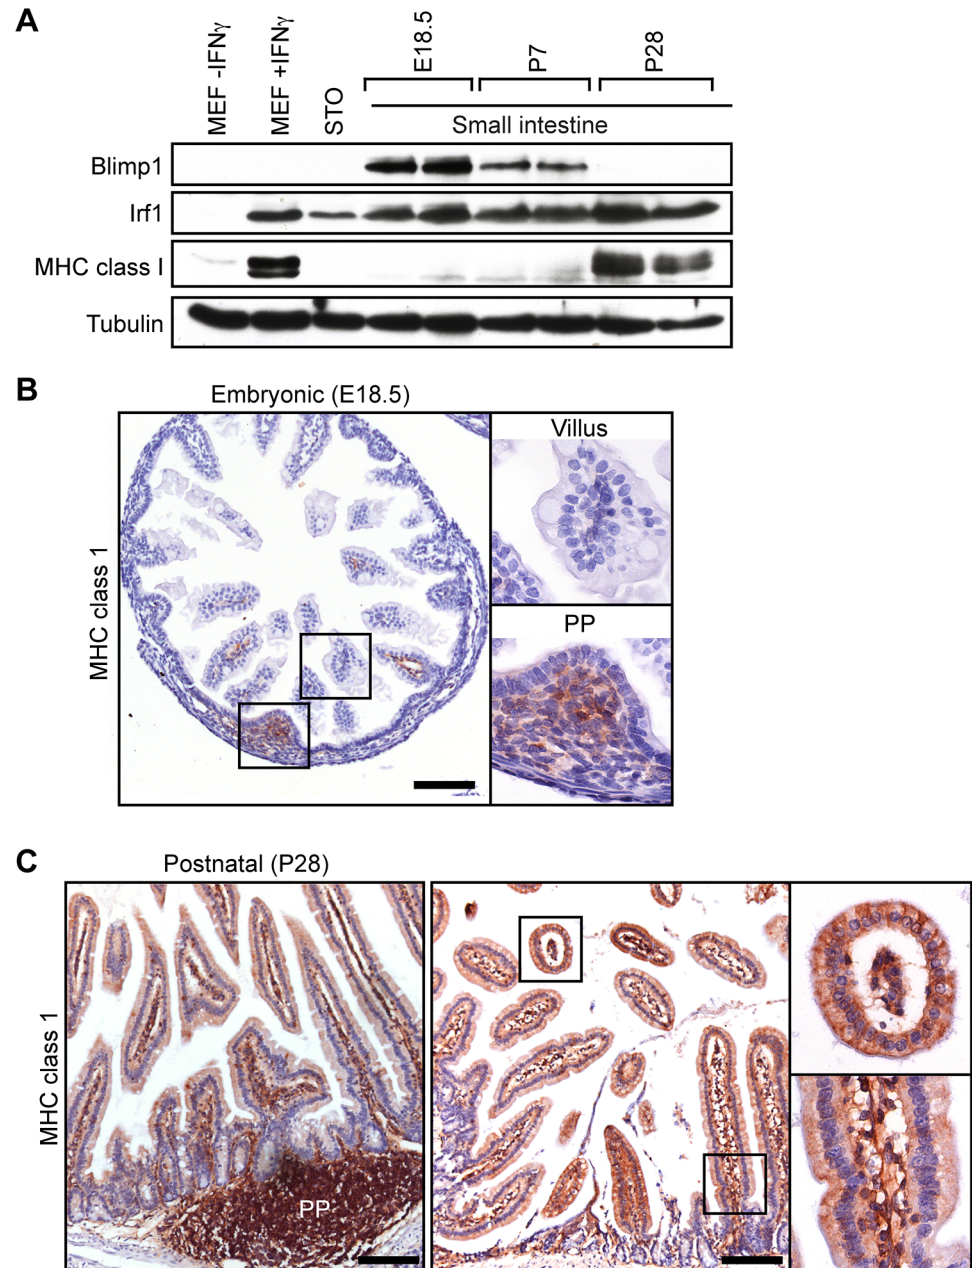 A
MEF -IFNγ
MEF +IFNγ
STO
E18.5
P7
P28
Small intestine
Blimp1
Irf1
MHC class I
Tubulin
B
Embryonic (E18.5)
MHC class 1
Villus
PP
C
Postnatal (P28)
MHC class 1
PP